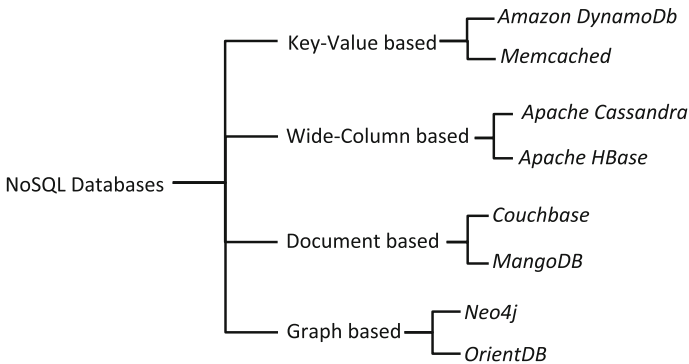 NoSQL Databases
Key-Value based
Amazon DynamoDb
Memcached
Wide-Column based
Apache Cassandra
Apache HBase
Document based
Couchbase
MangoDB
Graph based
Neo4j
OrientDB